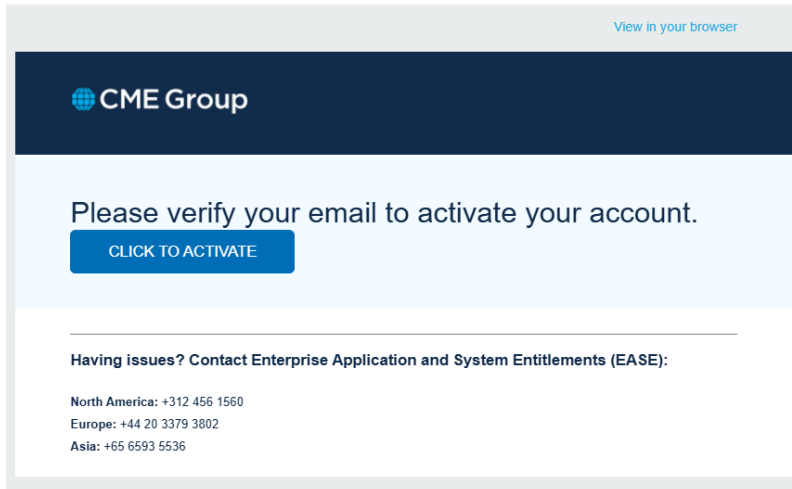 View in your browser
CME Group
Please verify your email to activate your account.
CLICK TO ACTIVATE
Having issues? Contact Enterprise Application and System Entitlements (EASE):
North America: +312 456 1560
Europe: +44 20 3379 3802
Asia: +65 6593 5536